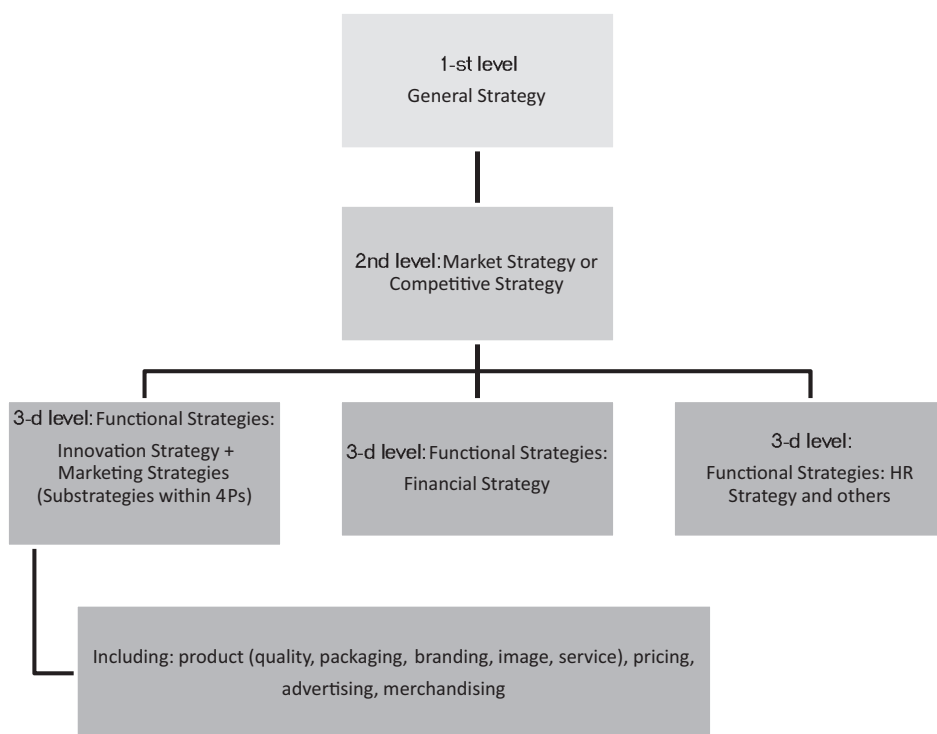 1-st level
General Strategy
2nd level: Market Strategy or
Competitive Strategy
3-d level: Functional Strategies:
Innovation Strategy +
Marketing Strategies
(Substrategies within 4Ps)
3-d level: Functional Strategies:
Financial Strategy
3-d level:
Functional Strategies: HR
Strategy and others
Including: product (quality, packaging, branding, image, service), pricing,
advertising, merchandising